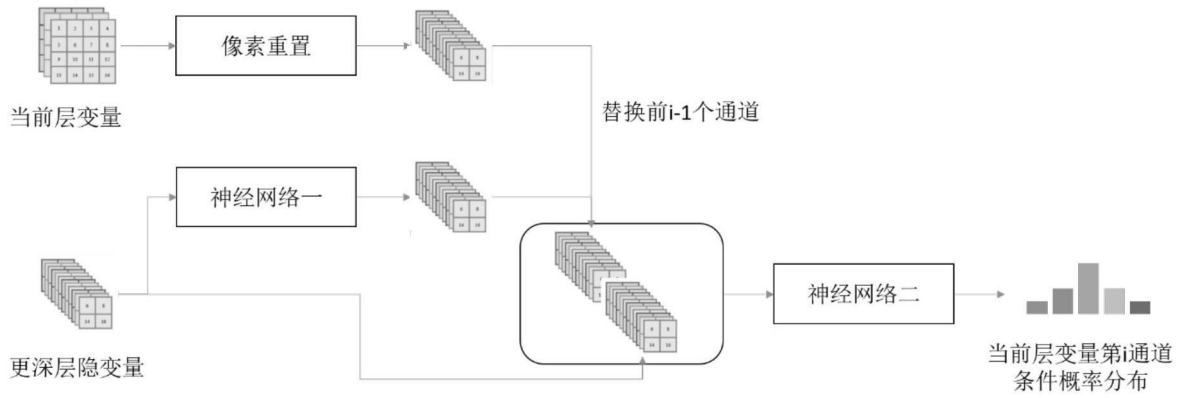 像素重置
当前层变量
替换前i-1个通道
神经网络一
神经网络二
更深层隐变量
当前层变量第i通道
条件概率分布